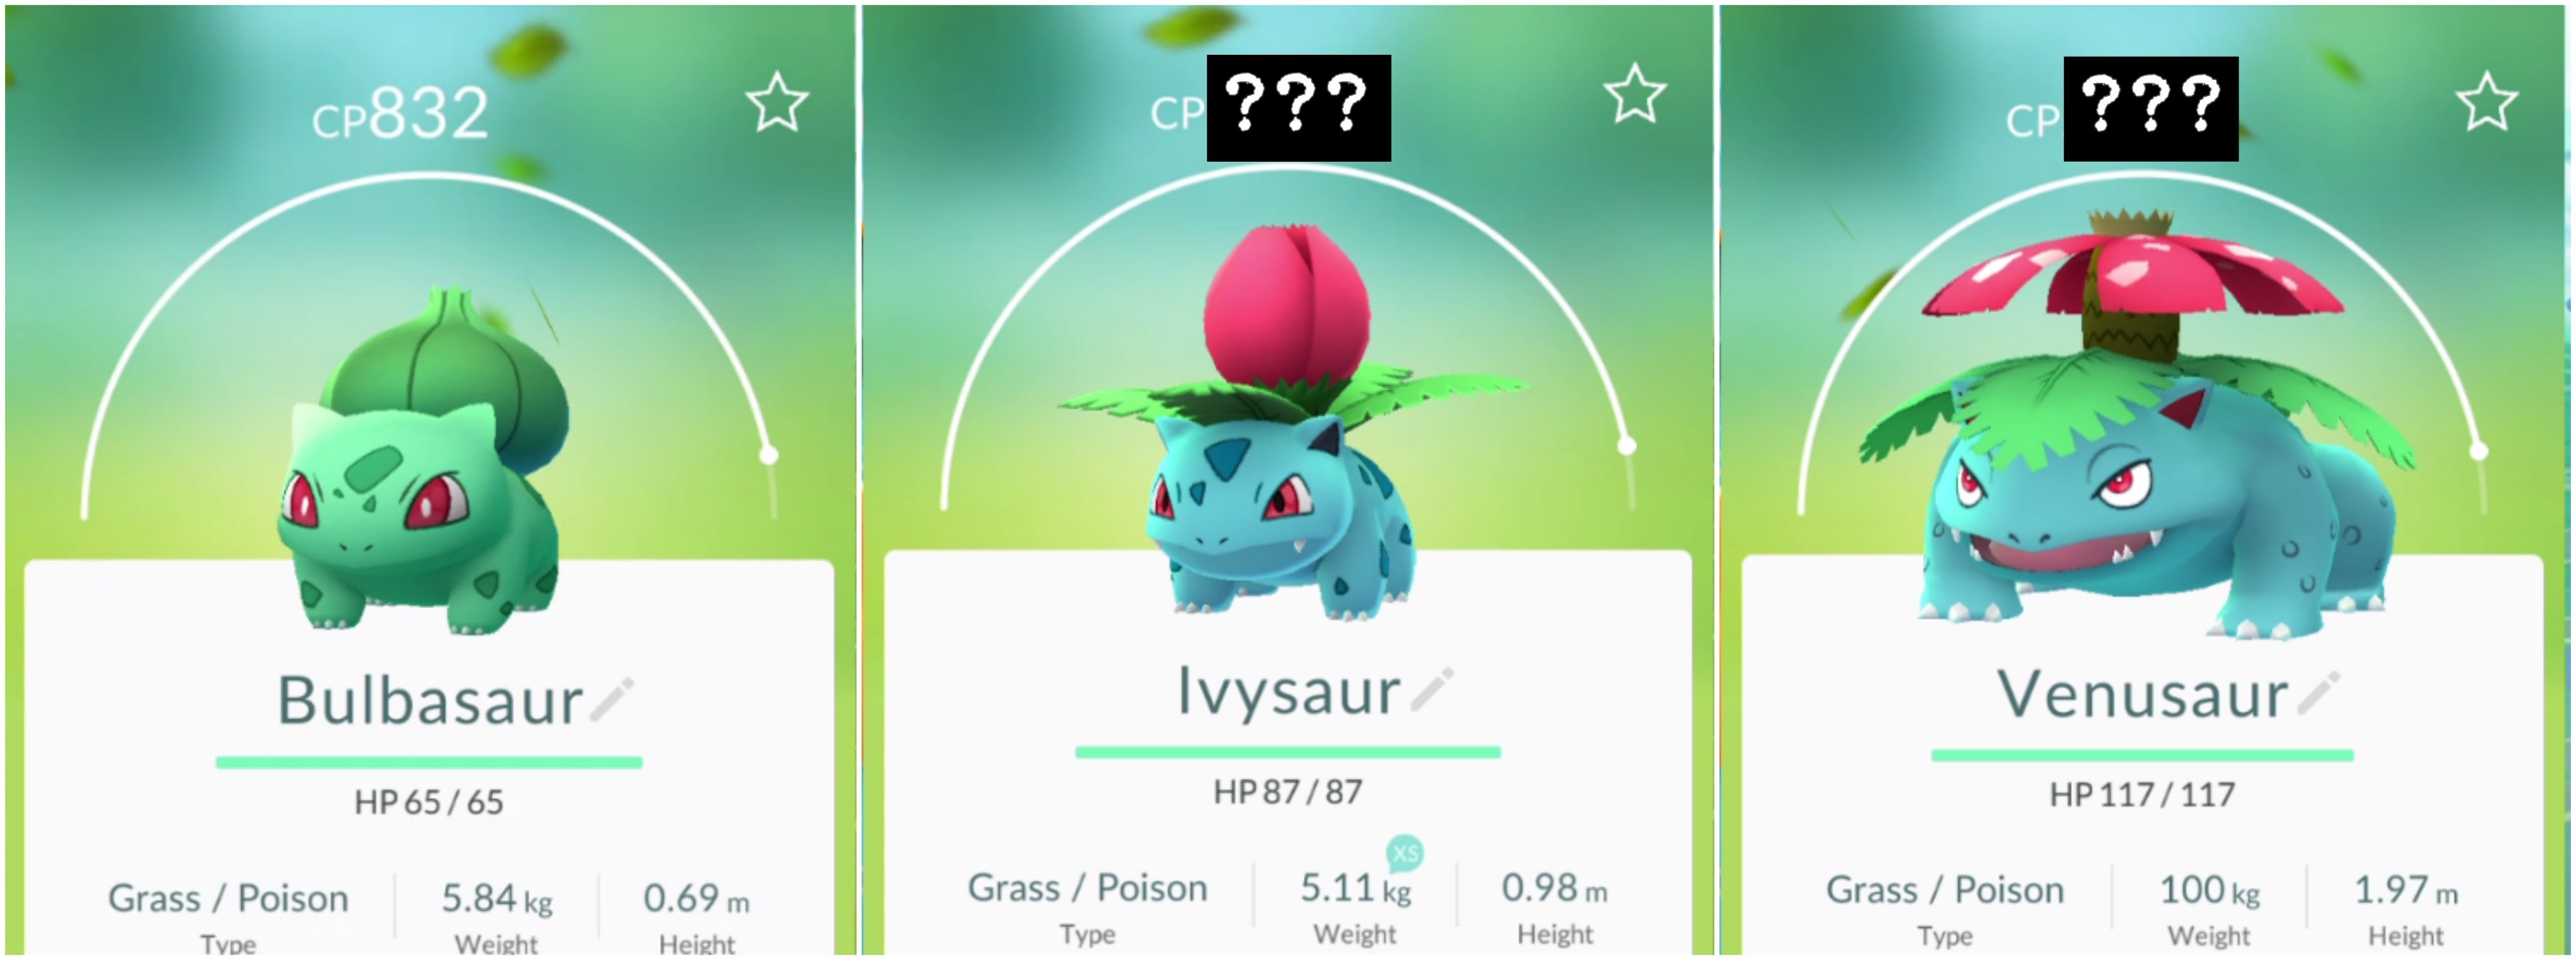 CP832
CP???
CP???
Bulbasaur
HP 65 / 65
Grass / Poison
Type
5.84 kg
Weight
0.69 m
Height
Ivysaur
HP 87 / 87
XS
Grass / Poison
Type
5.11 kg
Weight
0.98 m
Height
Venusaur
HP 117 / 117
Grass / Poison
Type
100 kg
Weight
1.97 m
Height